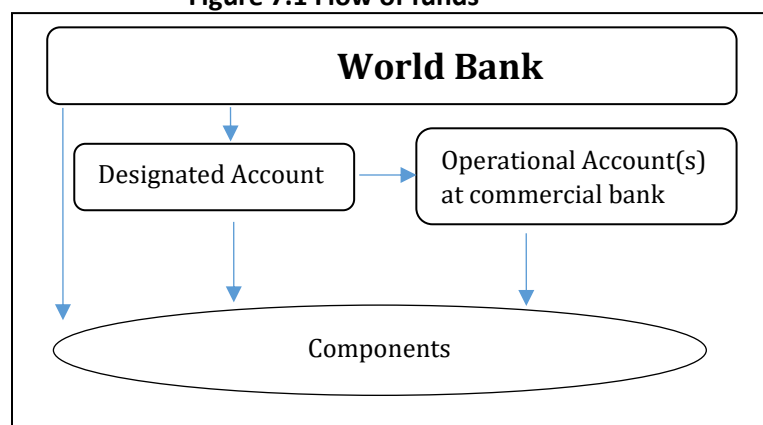 Figure 7.1 Flow of funds
World Bank
Designated Account
Operational Account(s)
at commercial bank
Components